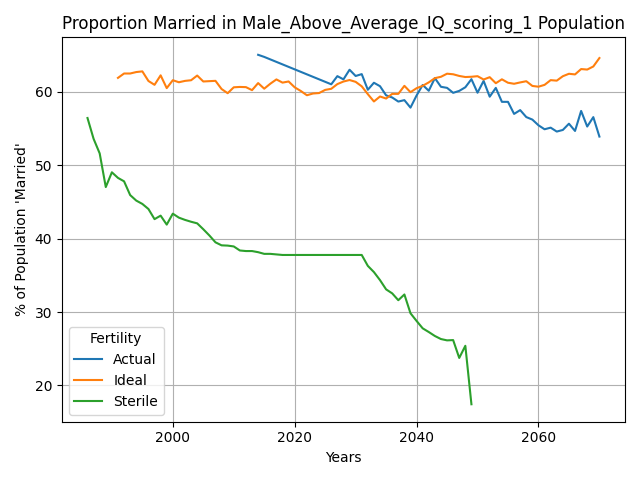 Proportion Married in Male_Above_Average_IQ_scoring_1 Population
% of Population 'Married'
60
50
40
30
20
Fertility
Actual
Ideal
Sterile
2000
2020
2040
2060
Years